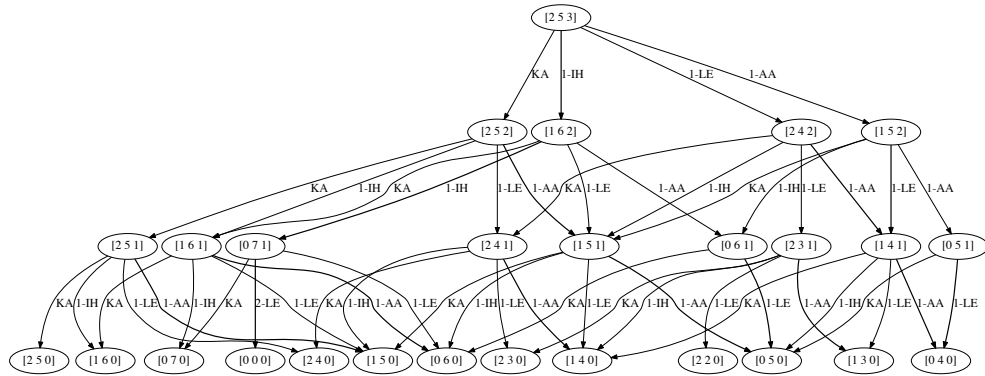 [2 5 3]
KA 1-IH 1-LE 1-AA
[2 5 2] [1 6 2] [2 4 2] [1 5 2]
KA 1-IH KA 1-IH 1-LE 1-AA KA 1-LE 1-AA 1-IH KA 1-IH 1-LE 1-AA 1-LE 1-AA
[2 5 1] [1 6 1] [0 7 1] [2 4 1] [1 5 1] [0 6 1] [2 3 1] [1 4 1] [0 5 1]
KA 1-IH KA 1-LE 1-AA 1-IH KA 2-LE 1-LE KA 1-IH 1-AA 1-LE KA 1-IH 1-LE 1-AA KA 1-LE KA 1-IH 1-AA 1-LE KA 1-LE 1-AA 1-IH KA 1-LE 1-AA 1-LE
[2 5 0] [1 6 0] [0 7 0] [0 0 0] [2 4 0] [1 5 0] [0 6 0] [2 3 0] [1 4 0] [2 2 0] [0 5 0] [1 3 0] [0 4 0]